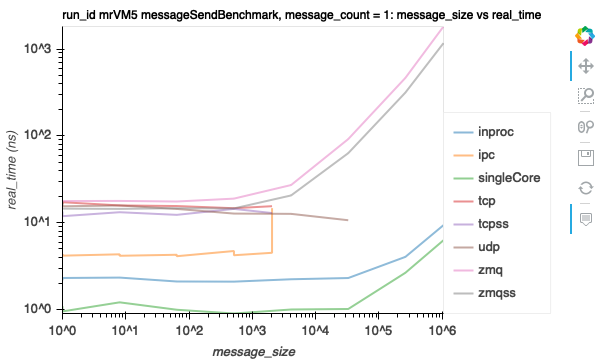 run_id mrVM5 messageSendBenchmark, message_count = 1: message_size vs real_time
10^3
10^2
10^1
10^0
real_time (ns)
10^0
10^1
10^2
10^3
10^4
10^5
10^6
message_size
inproc
ipc
singleCore
tcp
tcpss
udp
zmq
zmqss